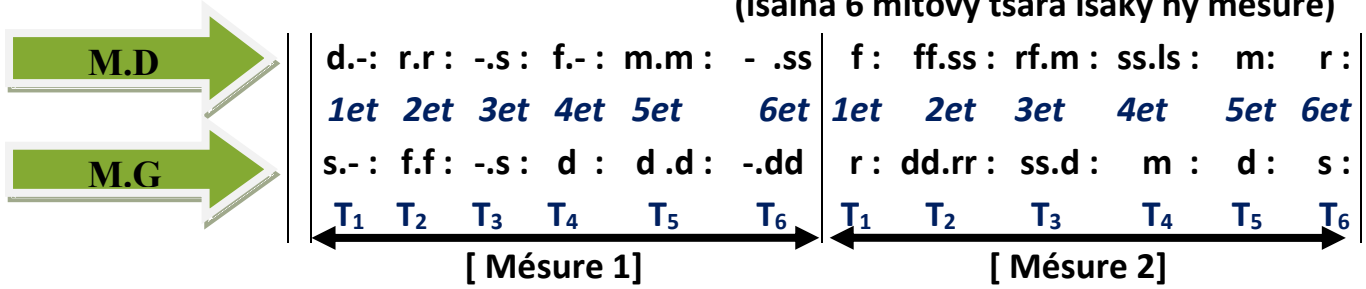 (isaina 6 mitovy tsara isaky ny mesure)
M.D d.-: r.r : -.s : f.- : m.m : - .ss f : ff.ss : rf.m : ss.ls : m: r :
1et 2et 3et 4et 5et 6et 1et 2et 3et 4et 5et 6et
M.G s.- : f.f : -.s : d : d .d : -.dd r : dd.rr : ss.d : m : d : s :
T₁ T₂ T₃ T₄ T₅ T₆ T₁ T₂ T₃ T₄ T₅ T₆
[ Mésure 1] [ Mésure 2]